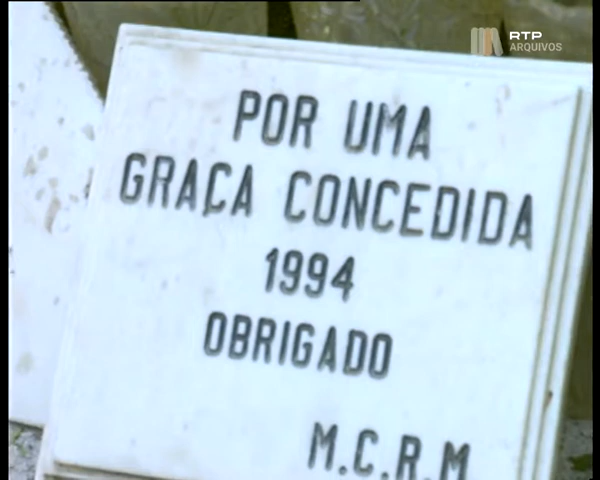 RTP
ARQUIVOS
POR UMA
GRAÇA CONCEDIDA
1994
OBRIGADO
M.C.R.M